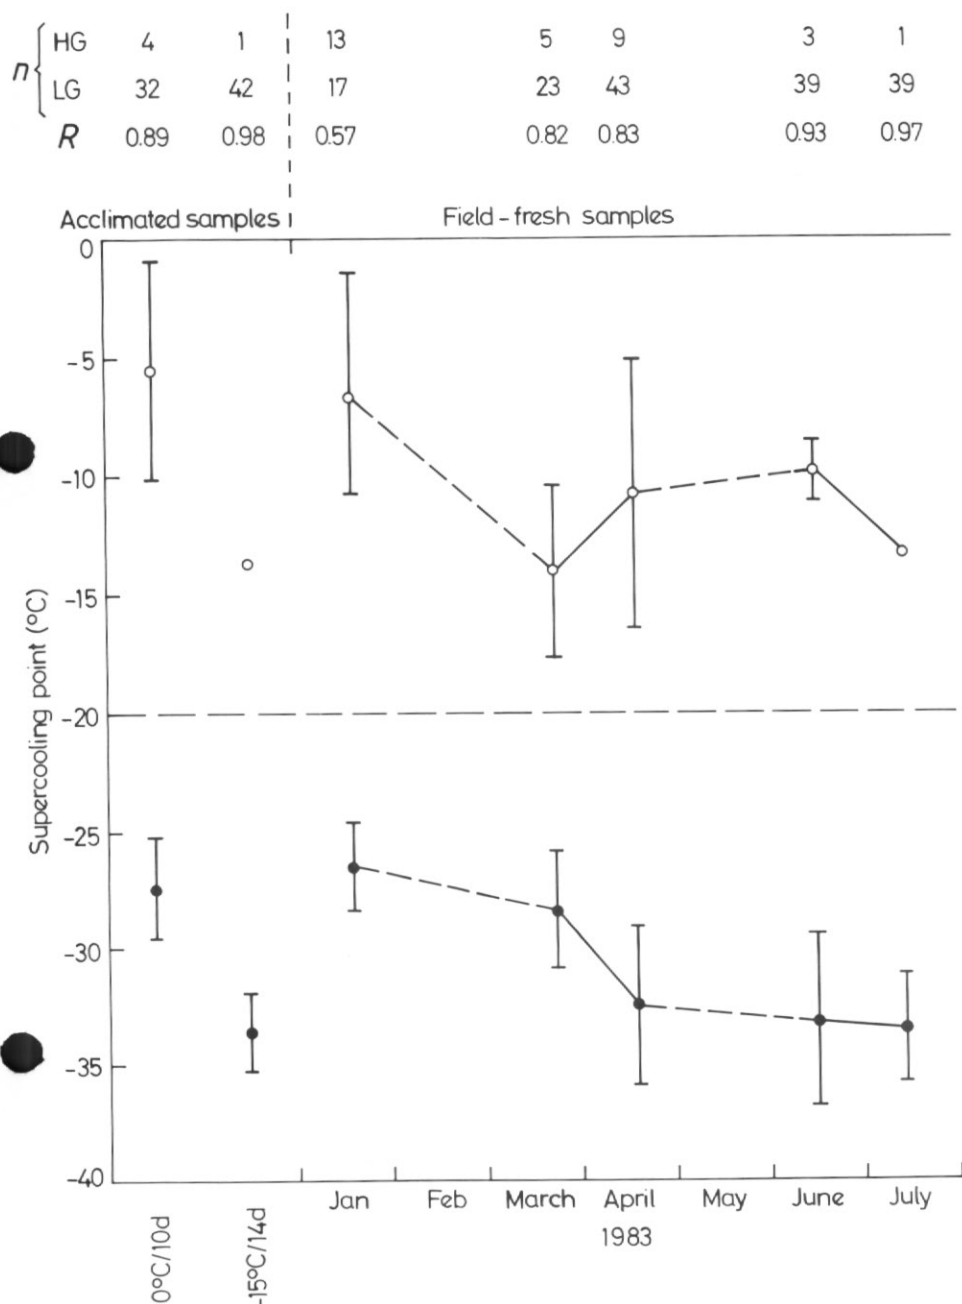 n { HG 4 1 13 5 9 3 1
LG 32 42 17 23 43 39 39
R 0.89 0.98 0.57 0.82 0.83 0.93 0.97
Acclimated samples Field-fresh samples
0
-5
-10
-15
-20
-25
-30
-35
-40
Supercooling point (°C)
Jan Feb March April May June July
1983
0°C/10d
-15°C/14d